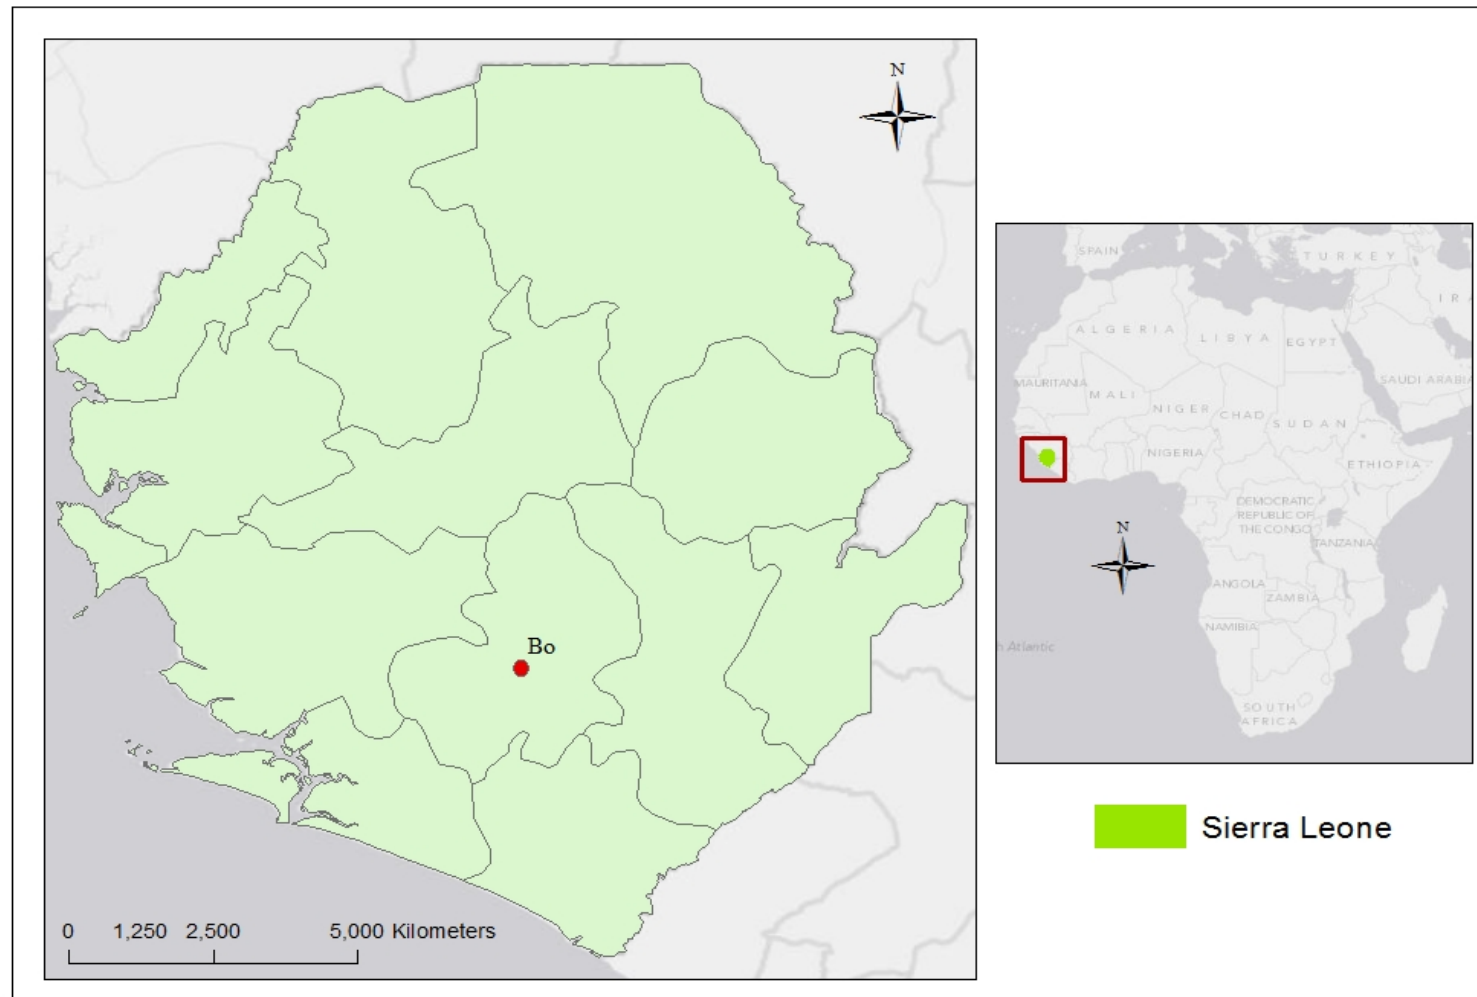 N
Bo
0 1,250 2,500 5,000 Kilometers
SPAIN
TURKEY
IRA
ALGERIA
LIBYA
EGYPT
MAURITANIA
MALI
SAUDI ARABIA
NIGER
CHAD
SUDAN
NIGERIA
ETHIOPIA
DEMOCRATIC
REPUBLIC OF
THE CONGO
TANZANIA
N
ANGOLA
ZAMBIA
NAMIBIA
h Atlantic
SOUTH
AFRICA
Sierra Leone